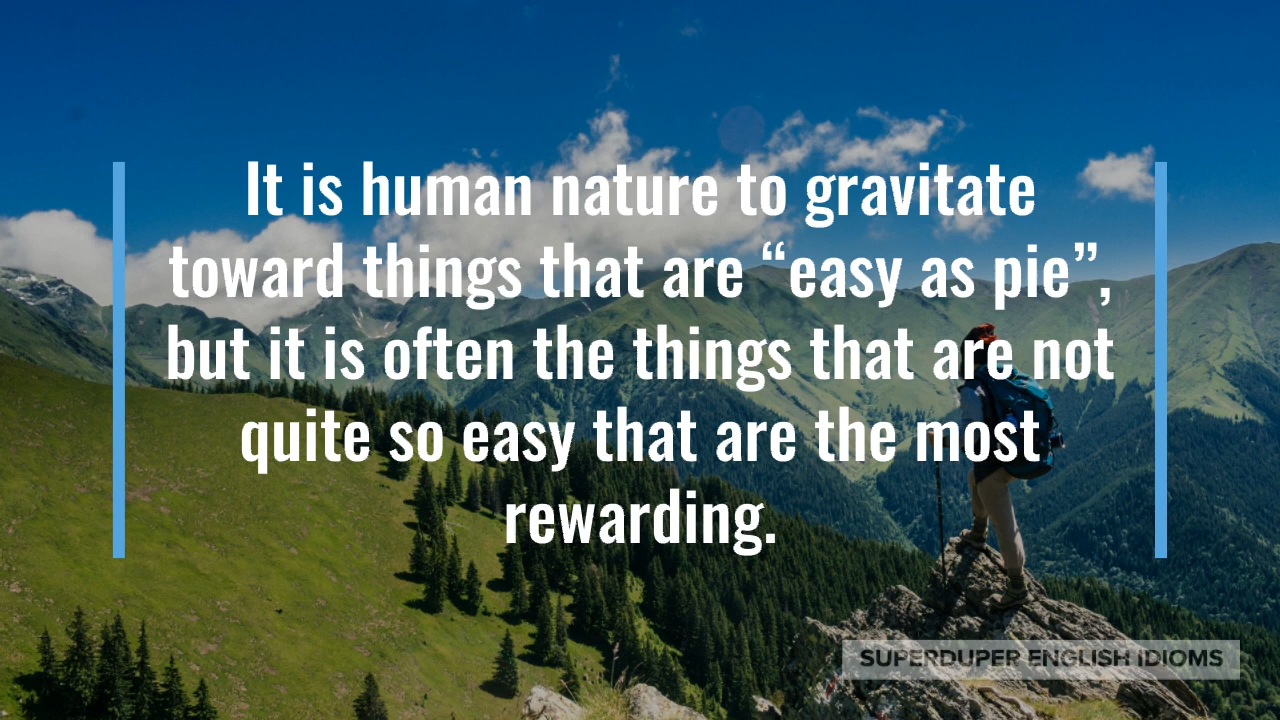 It is human nature to gravitate
toward things that are “easy as pie”,
but it is often the things that are not
quite so easy that are the most
rewarding.
SUPERDUPER ENGLISH IDIOMS